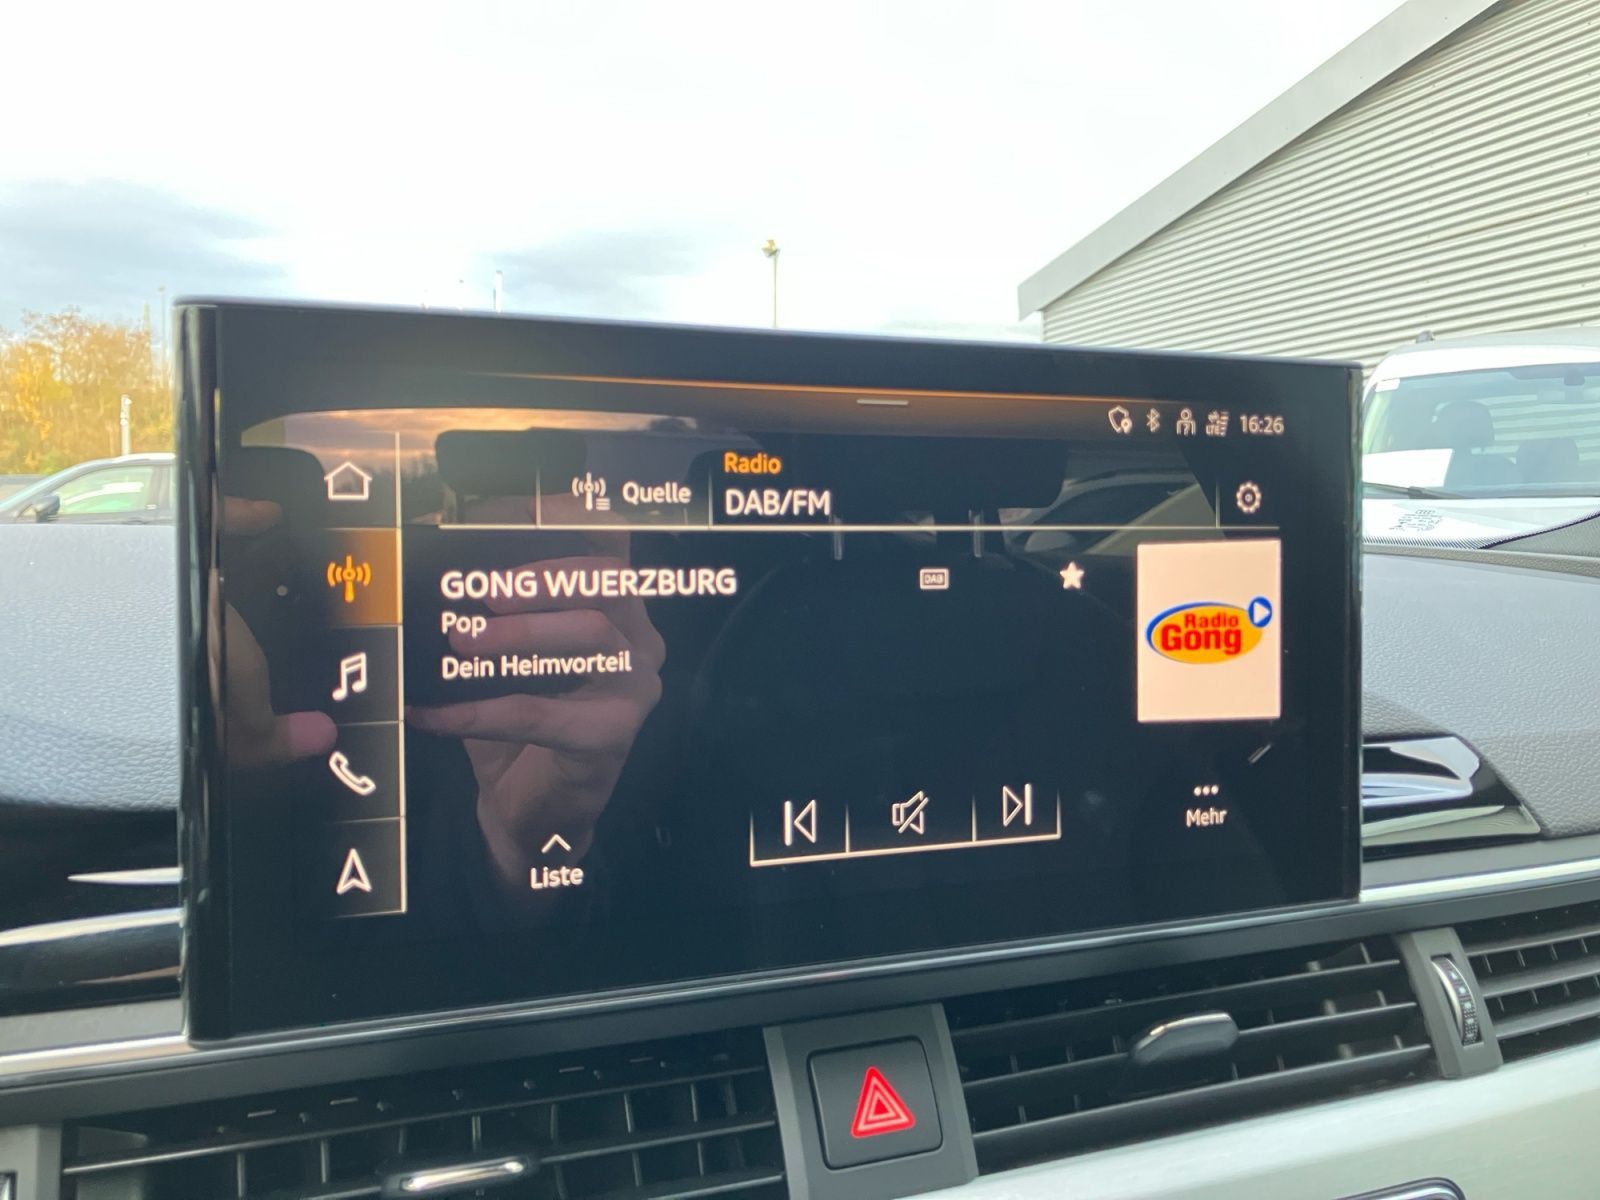 16:26
Radio
Quelle
DAB/FM
GONG WUERZBURG
DAB
Pop
Dein Heimvorteil
Radio
Gong
Mehr
Liste